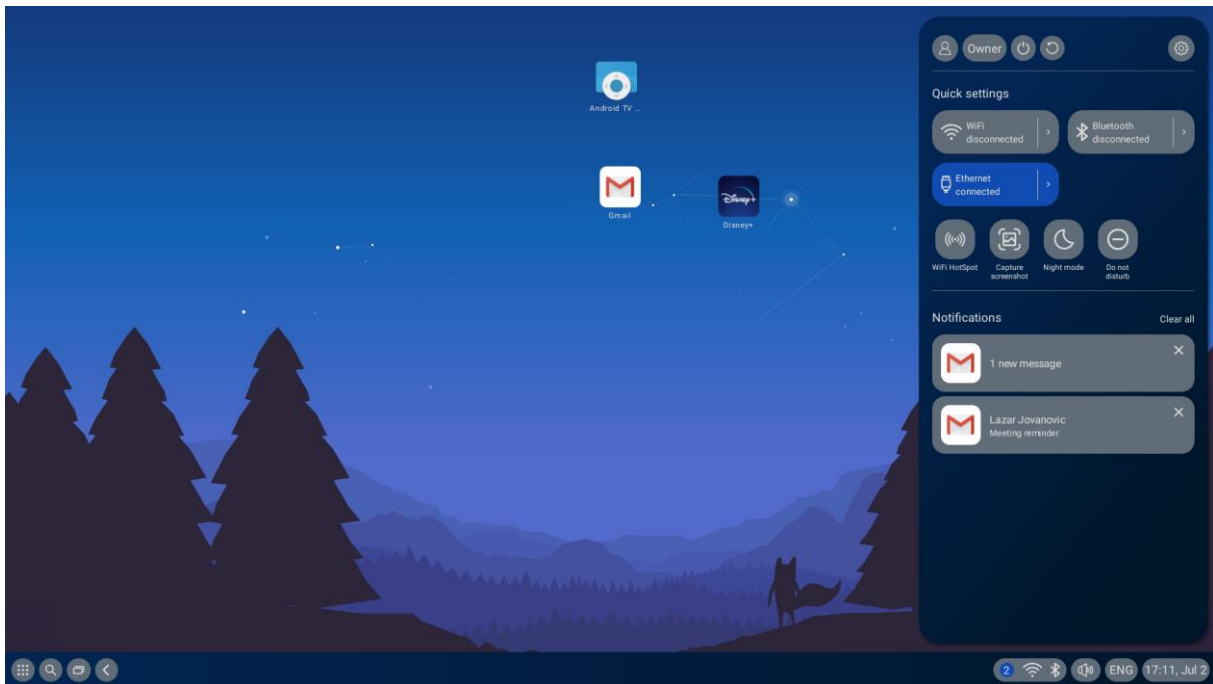 Owner
Quick settings
WiFi
disconnected
Bluetooth
disconnected
Ethernet
connected
WiFi HotSpot
Capture
screenshot
Night mode
Do not
disturb
Notifications
Clear all
1 new message
Lazar Jovanovic
Meeting reminder
Android TV ...
Gmail
Disney+
Disney+
2
ENG
17:11, Jul 2